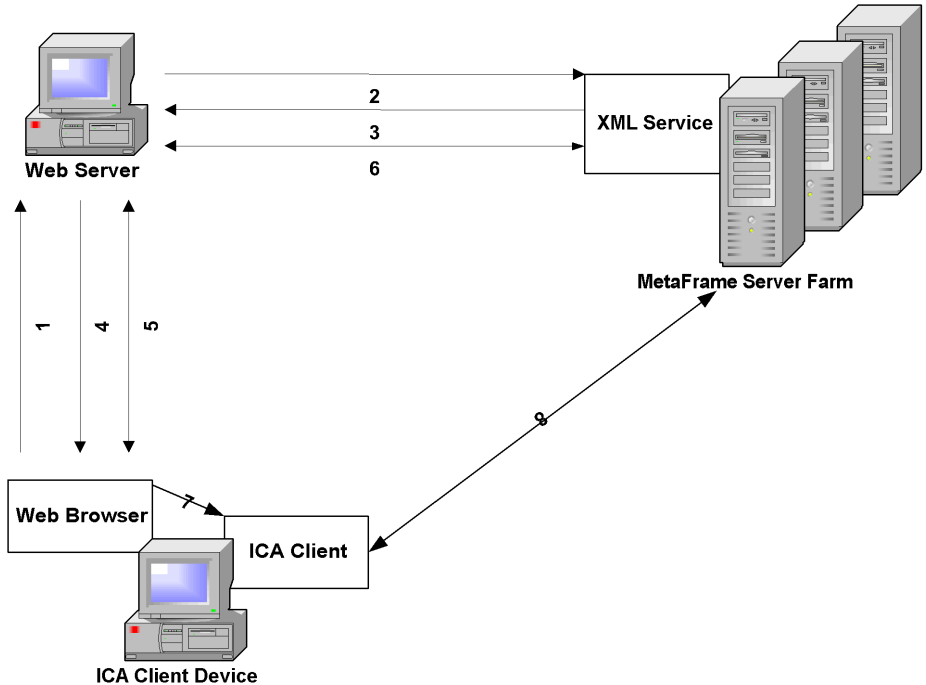 2
XML Service
3
Web Server
6
MetaFrame Server Farm
1
4
5
8
7
Web Browser
ICA Client
ICA Client Device